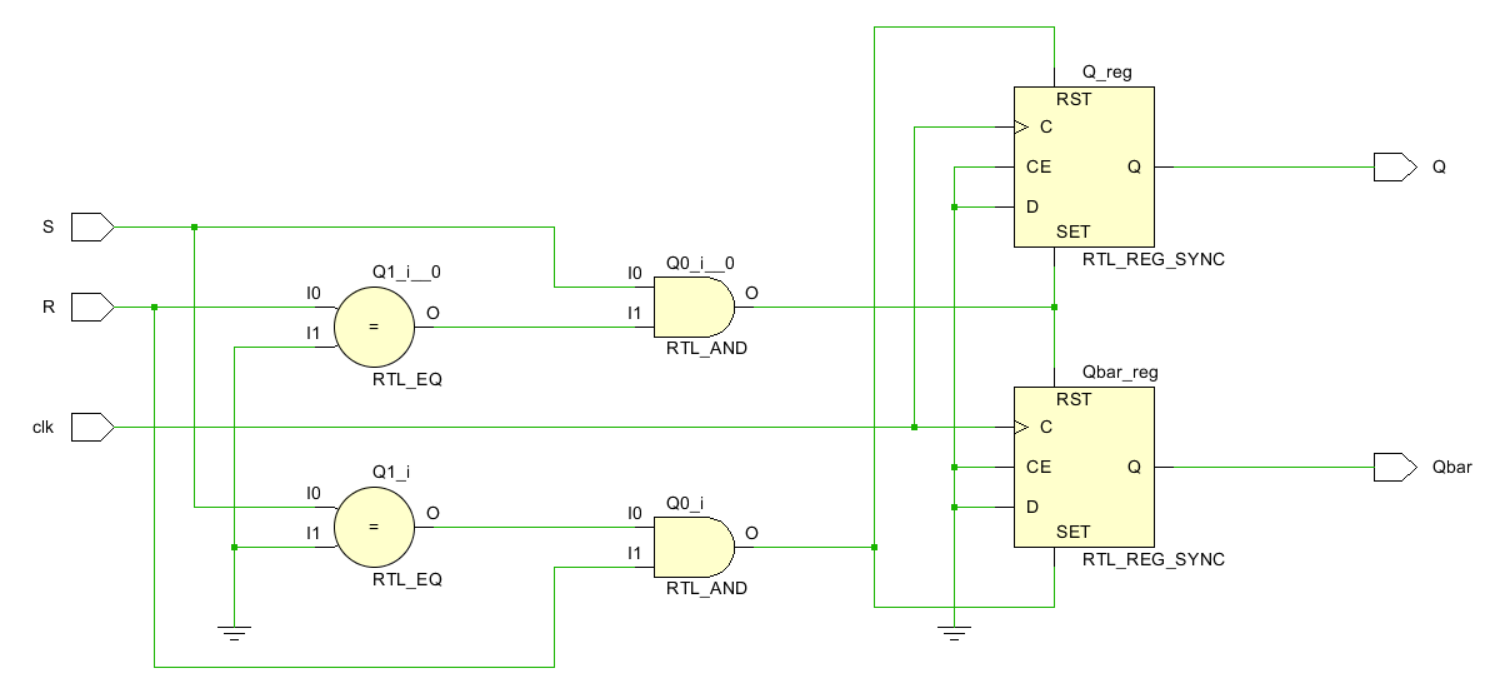 Q_reg
RST
C
CE
Q
Q
D
SET
RTL_REG_SYNC
S
Q1_i__0
I0
I1
O
=
RTL_EQ
Q0_i__0
I0
I1
O
RTL_AND
R
Qbar_reg
RST
C
CE
Q
Qbar
D
SET
RTL_REG_SYNC
clk
Q1_i
I0
I1
O
=
RTL_EQ
Q0_i
I0
I1
O
RTL_AND